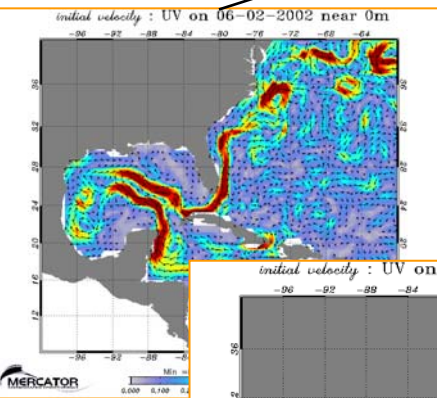 initial velocity : UV on 06-02-2002 near 0m
-96 -92 -88 -84 -80 -76 -72 -68 -64
36
32
28
24
20
16
12
-96 -92 -88 -84
initial velocity : UV on
-96 -92 -88 -84
36
MERCATOR
Min =
0.000 0.100